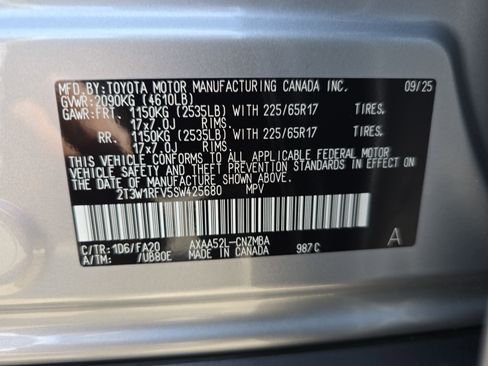 MFD.BY:TOYOTA MOTOR MANUFACTURING CANADA INC. 09/25
GVWR:2090KG (4610LB)
GAWR:FRT. 1150KG (2535LB) WITH 225/65R17 TIRES,
17x7.0J RIMS,
RR. 1150KG (2535LB) WITH 225/65R17 TIRES,
17x7.0J RIMS,
THIS VEHICLE CONFORMS TO ALL APPLICABLE FEDERAL MOTOR
VEHICLE SAFETY AND THEFT PREVENTION STANDARDS IN EFFECT
ON THE DATE OF MANUFACTURE SHOWN ABOVE.
2T3W1RFV5SW425680 MPV
C/TR:1D6/FA20 AXAA52L-CNZMBA 987C A
A/TM: /U680E MADE IN CANADA